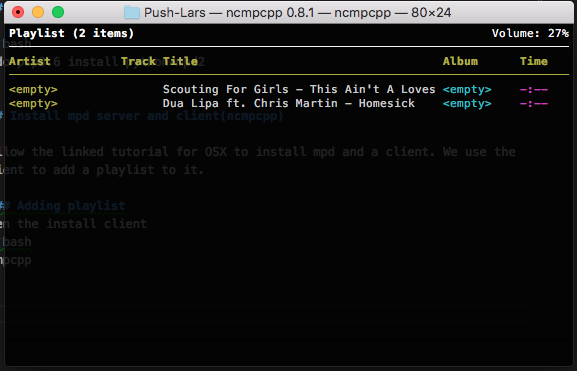 Push-Lars — ncmpcpp 0.8.1 — ncmpcpp — 80×24
Playlist (2 items) Volume: 27%
bash
Artist Track Title Album Time
6 install
<empty> Scouting For Girls - This Ain't A Loves <empty> -:--
<empty> Dua Lipa ft. Chris Martin - Homesick <empty> -:--
# Install mpd server and client(ncmpcpp)
low the linked tutorial for OSX to install mpd and a client. We use the
ent to add a playlist to it.
## Adding playlist
n the install client
bash
mpcpp